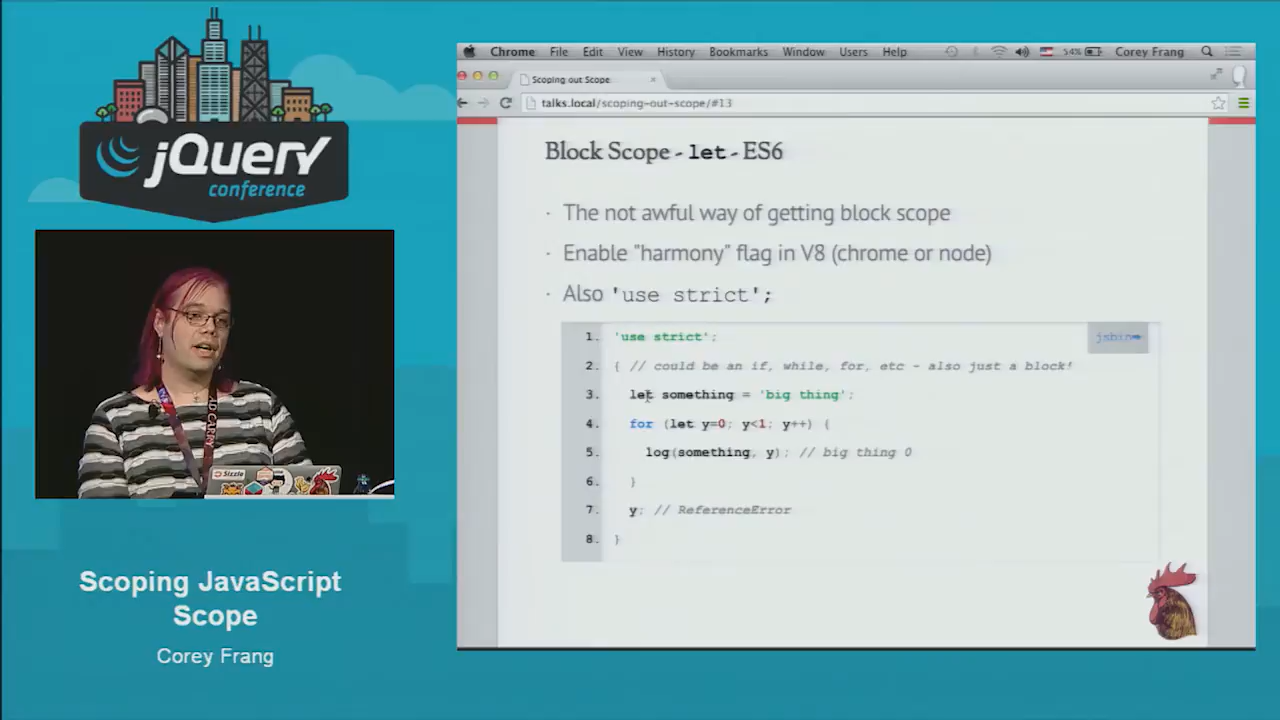 jQuery
conference
Scoping JavaScript
Scope
Corey Frang
Chrome File Edit View History Bookmarks Window Users Help 54% Corey Frang
Scoping out Scope
talks.local/scoping-out-scope/#13
Block Scope - let - ES6
· The not awful way of getting block scope
· Enable "harmony" flag in V8 (chrome or node)
· Also 'use strict';
jsbin
1. 'use strict';
2. { // could be an if, while, for, etc - also just a block!
3. let something = 'big thing';
4. for (let y=0; y<1; y++) {
5. log(something, y); // big thing 0
6. }
7. y; // ReferenceError
8. }
Sizzle